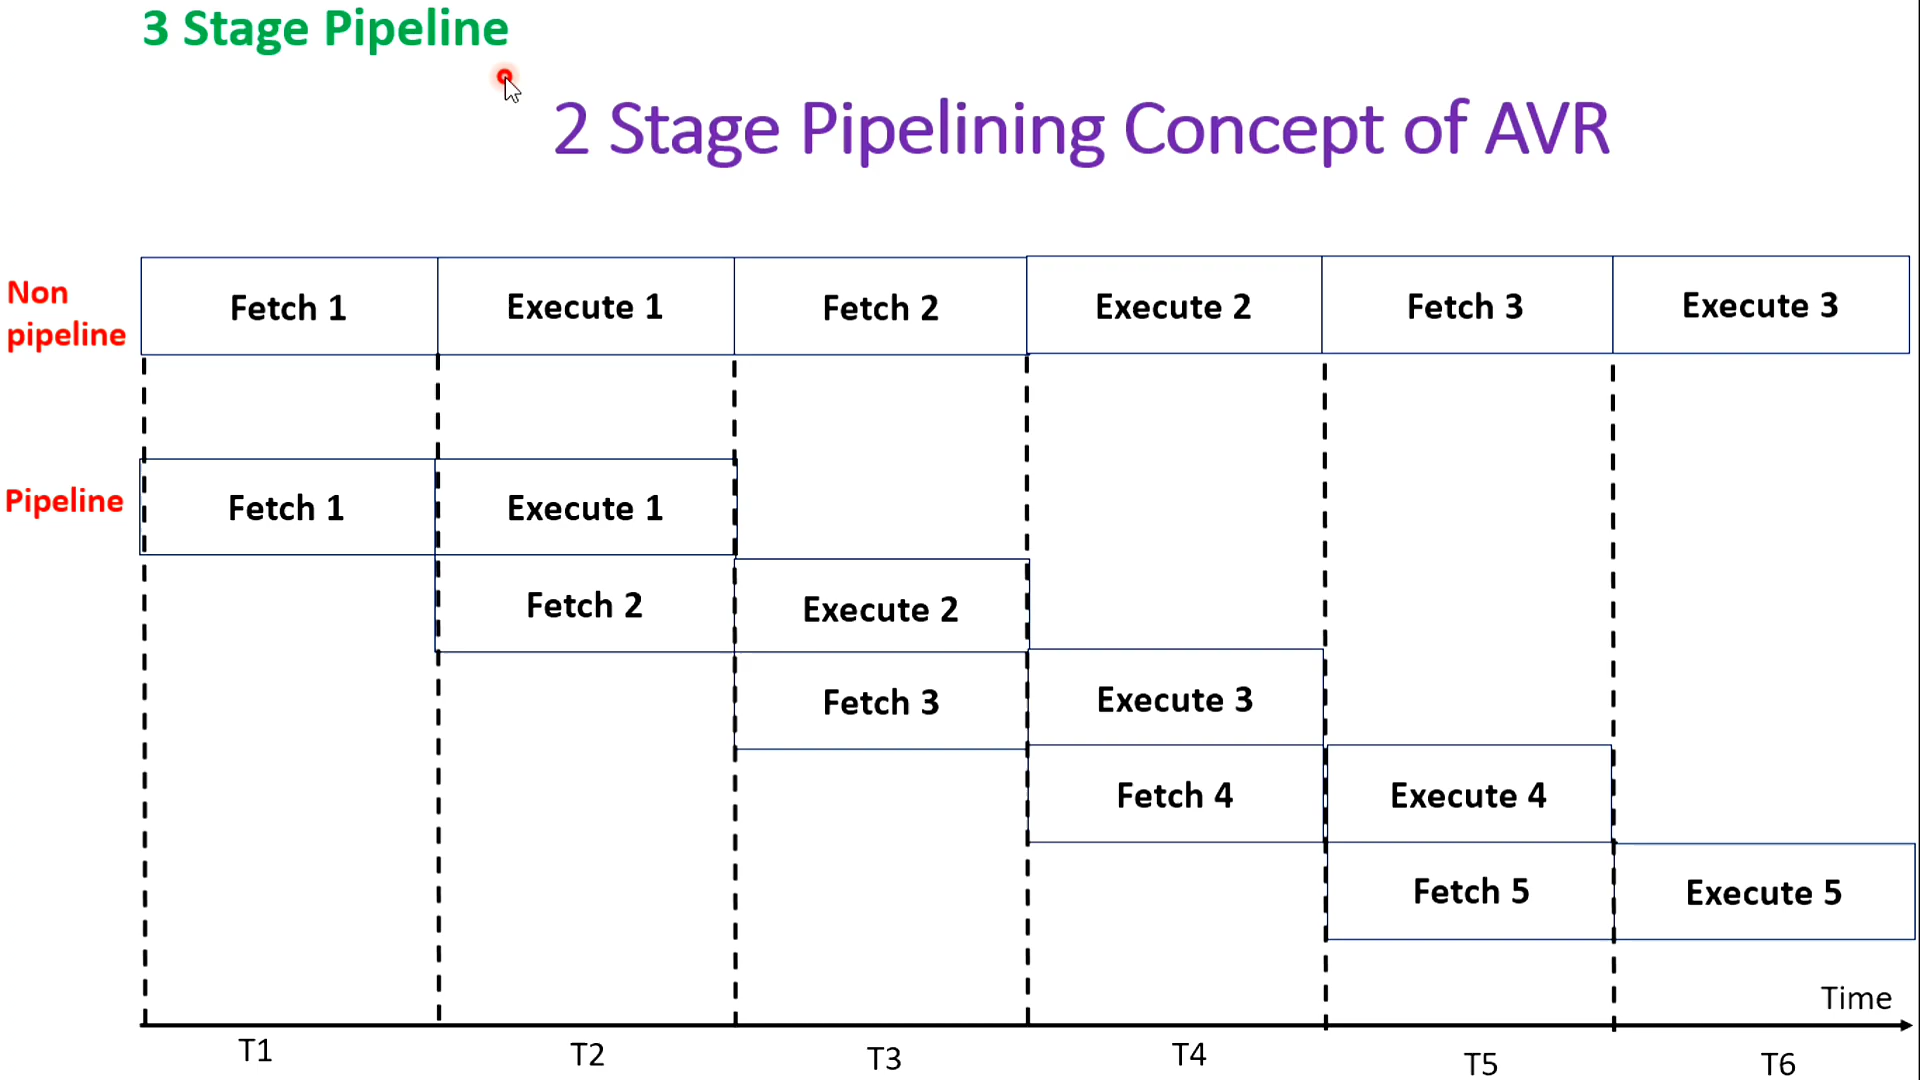 3 Stage Pipeline
2 Stage Pipelining Concept of AVR
Non
pipeline
Fetch 1
Execute 1
Fetch 2
Execute 2
Fetch 3
Execute 3
Pipeline
Fetch 1
Execute 1
Fetch 2
Execute 2
Fetch 3
Execute 3
Fetch 4
Execute 4
Fetch 5
Execute 5
Time
T1
T2
T3
T4
T5
T6